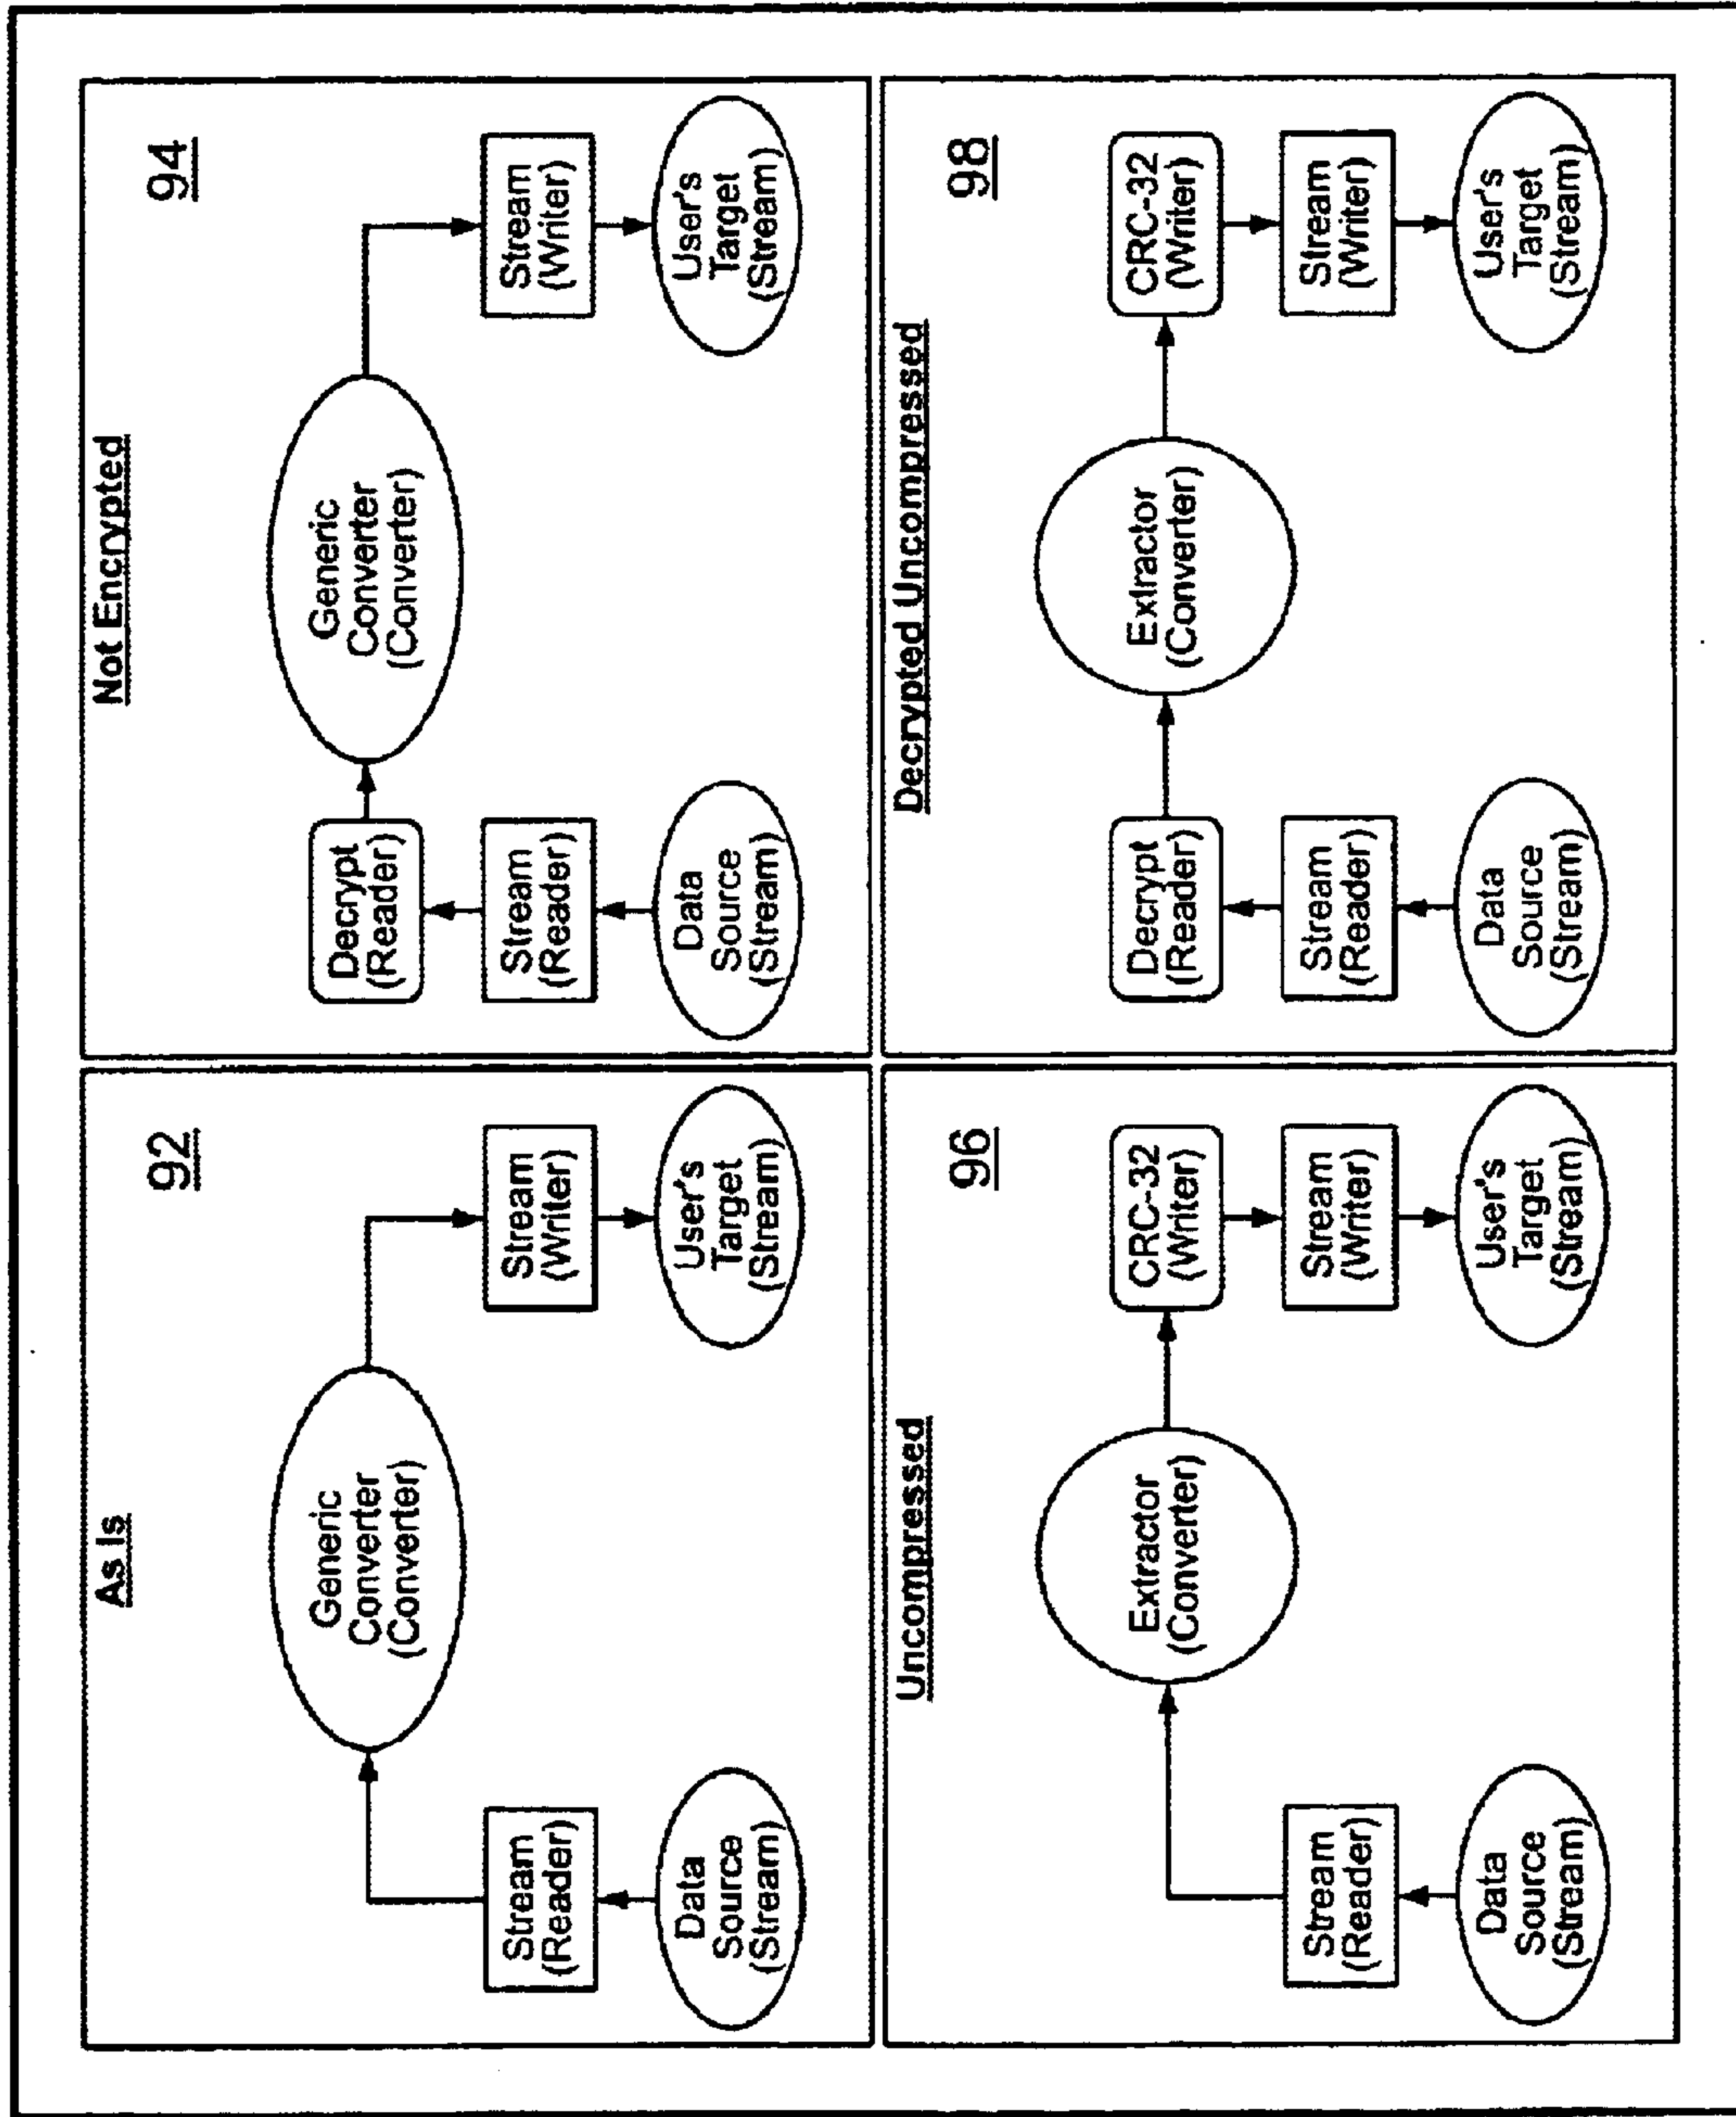 As Is
92
Generic
Converter
(Converter)
Stream
(Reader)
Data
Source
(Stream)
Stream
(Writer)
User's
Target
(Stream)
Not Encrypted
94
Decrypt
(Reader)
Stream
(Reader)
Data
Source
(Stream)
Generic
Converter
(Converter)
Stream
(Writer)
User's
Target
(Stream)
Uncompressed
96
Stream
(Reader)
Data
Source
(Stream)
Extractor
(Converter)
CRC-32
(Writer)
Stream
(Writer)
User's
Target
(Stream)
Decrypted Uncompressed
98
Decrypt
(Reader)
Stream
(Reader)
Data
Source
(Stream)
Extractor
(Converter)
CRC-32
(Writer)
Stream
(Writer)
User's
Target
(Stream)